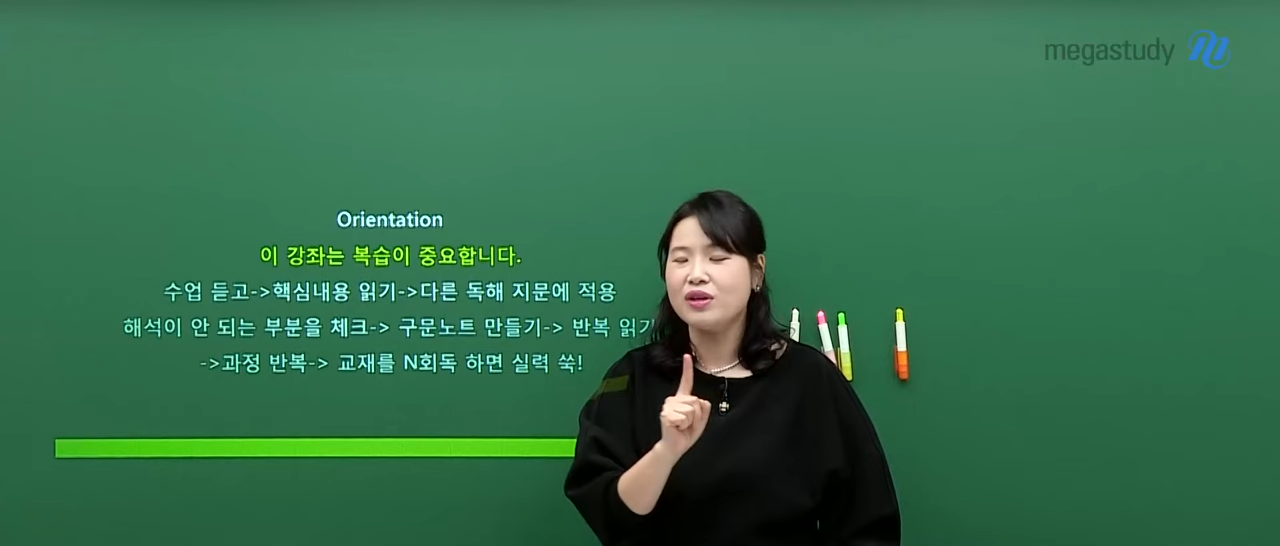 megastudy
Orientation
이 강좌는 복습이 중요합니다.
수업 듣고->핵심내용 읽기->다른 독해 지문에 적용
해석이 안 되는 부분을 체크-> 구문노트 만들기-> 반복 읽기
->과정 반복-> 교재를 N회독 하면 실력 쑥!